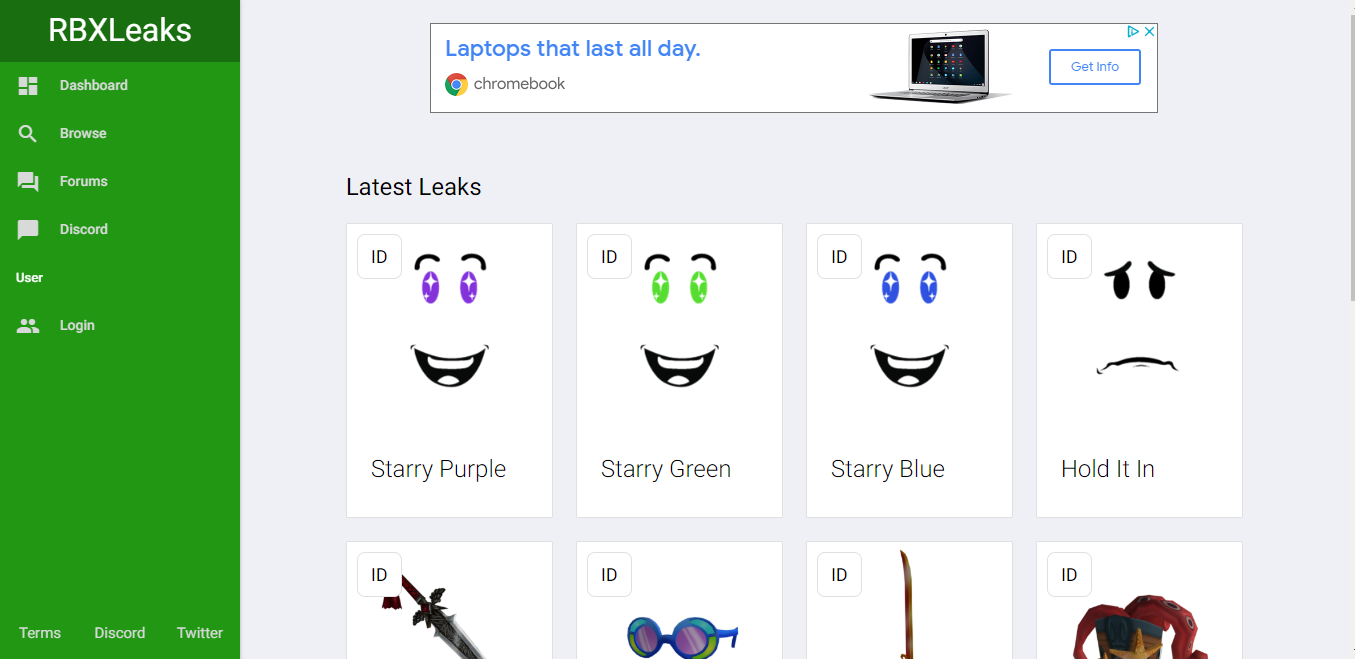 RBXLeaks
Dashboard
Browse
Forums
Discord
User
Login
Terms Discord Twitter
Laptops that last all day.
chromebook
Get Info
Latest Leaks
ID ID ID ID
Starry Purple Starry Green Starry Blue Hold It In
ID ID ID ID